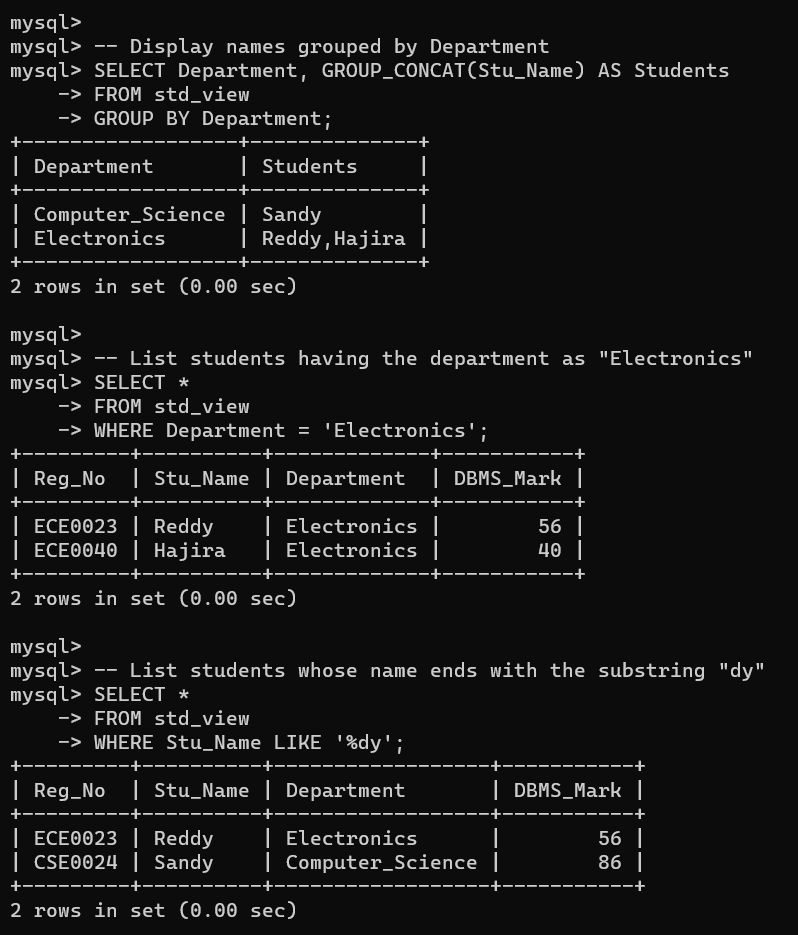 mysql>
mysql> -- Display names grouped by Department
mysql> SELECT Department, GROUP_CONCAT(Stu_Name) AS Students
    -> FROM std_view
    -> GROUP BY Department;
+------------------+--------------+
| Department       | Students     |
+------------------+--------------+
| Computer_Science | Sandy        |
| Electronics      | Reddy,Hajira |
+------------------+--------------+
2 rows in set (0.00 sec)

mysql>
mysql> -- List students having the department as "Electronics"
mysql> SELECT *
    -> FROM std_view
    -> WHERE Department = 'Electronics';
+---------+----------+-------------+-----------+
| Reg_No  | Stu_Name | Department  | DBMS_Mark |
+---------+----------+-------------+-----------+
| ECE0023 | Reddy    | Electronics |        56 |
| ECE0040 | Hajira   | Electronics |        40 |
+---------+----------+-------------+-----------+
2 rows in set (0.00 sec)

mysql>
mysql> -- List students whose name ends with the substring "dy"
mysql> SELECT *
    -> FROM std_view
    -> WHERE Stu_Name LIKE '%dy';
+---------+----------+------------------+-----------+
| Reg_No  | Stu_Name | Department       | DBMS_Mark |
+---------+----------+------------------+-----------+
| ECE0023 | Reddy    | Electronics      |        56 |
| CSE0024 | Sandy    | Computer_Science |        86 |
+---------+----------+------------------+-----------+
2 rows in set (0.00 sec)